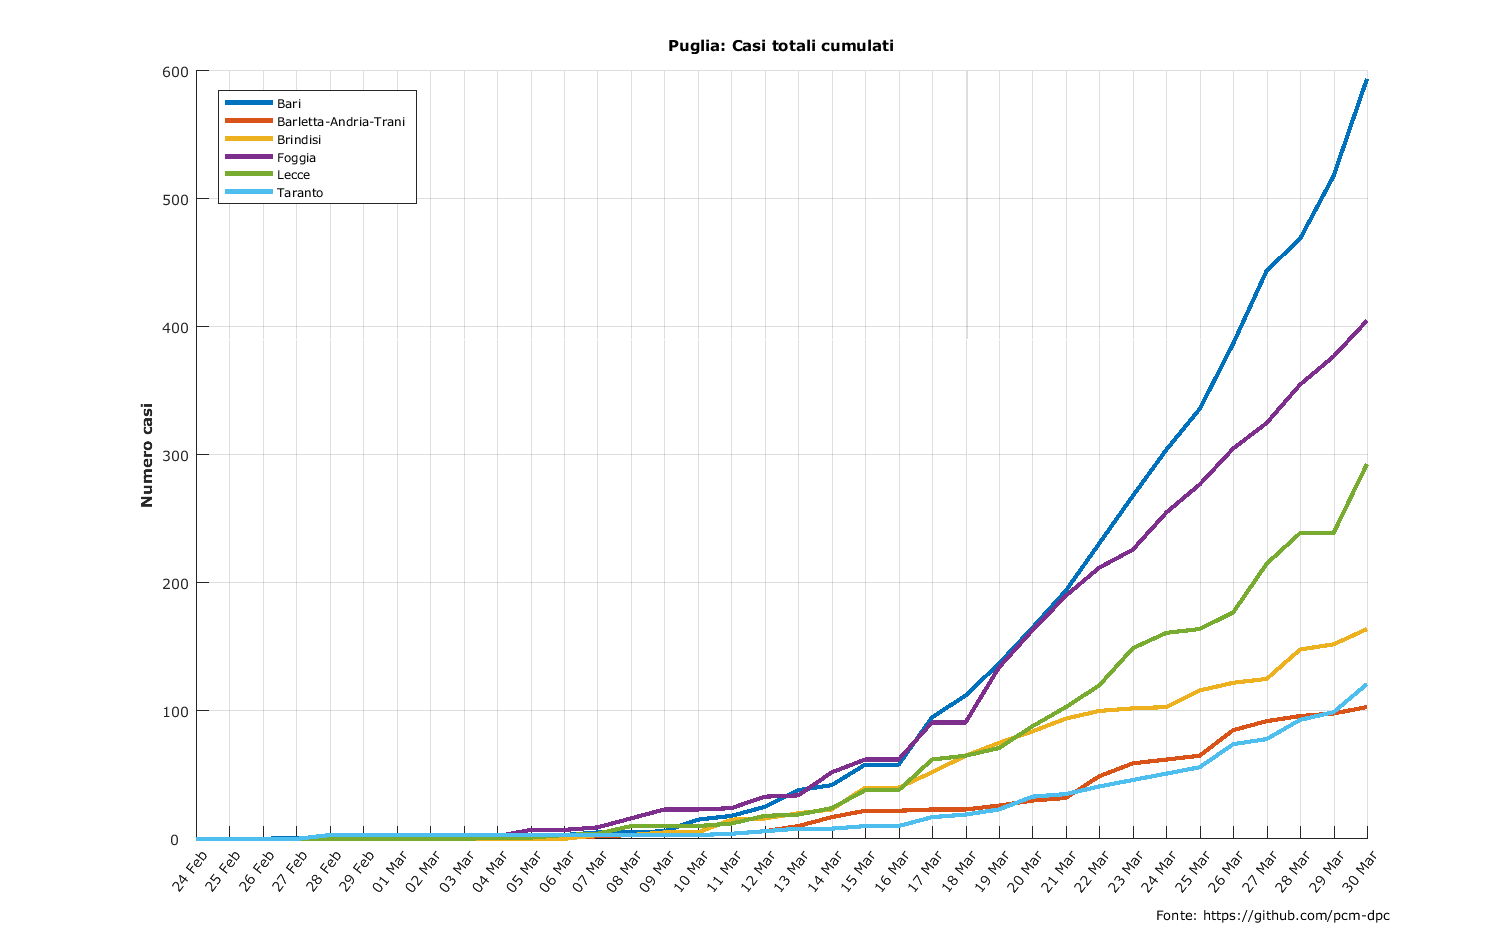 Puglia: Casi totali cumulati
600
500
400
300
200
100
0
Numero casi
Bari
Barletta-Andria-Trani
Brindisi
Foggia
Lecce
Taranto
24 Feb
25 Feb
26 Feb
27 Feb
28 Feb
29 Feb
01 Mar
02 Mar
03 Mar
04 Mar
05 Mar
06 Mar
07 Mar
08 Mar
09 Mar
10 Mar
11 Mar
12 Mar
13 Mar
14 Mar
15 Mar
16 Mar
17 Mar
18 Mar
19 Mar
20 Mar
21 Mar
22 Mar
23 Mar
24 Mar
25 Mar
26 Mar
27 Mar
28 Mar
29 Mar
30 Mar
Fonte: https://github.com/pcm-dpc